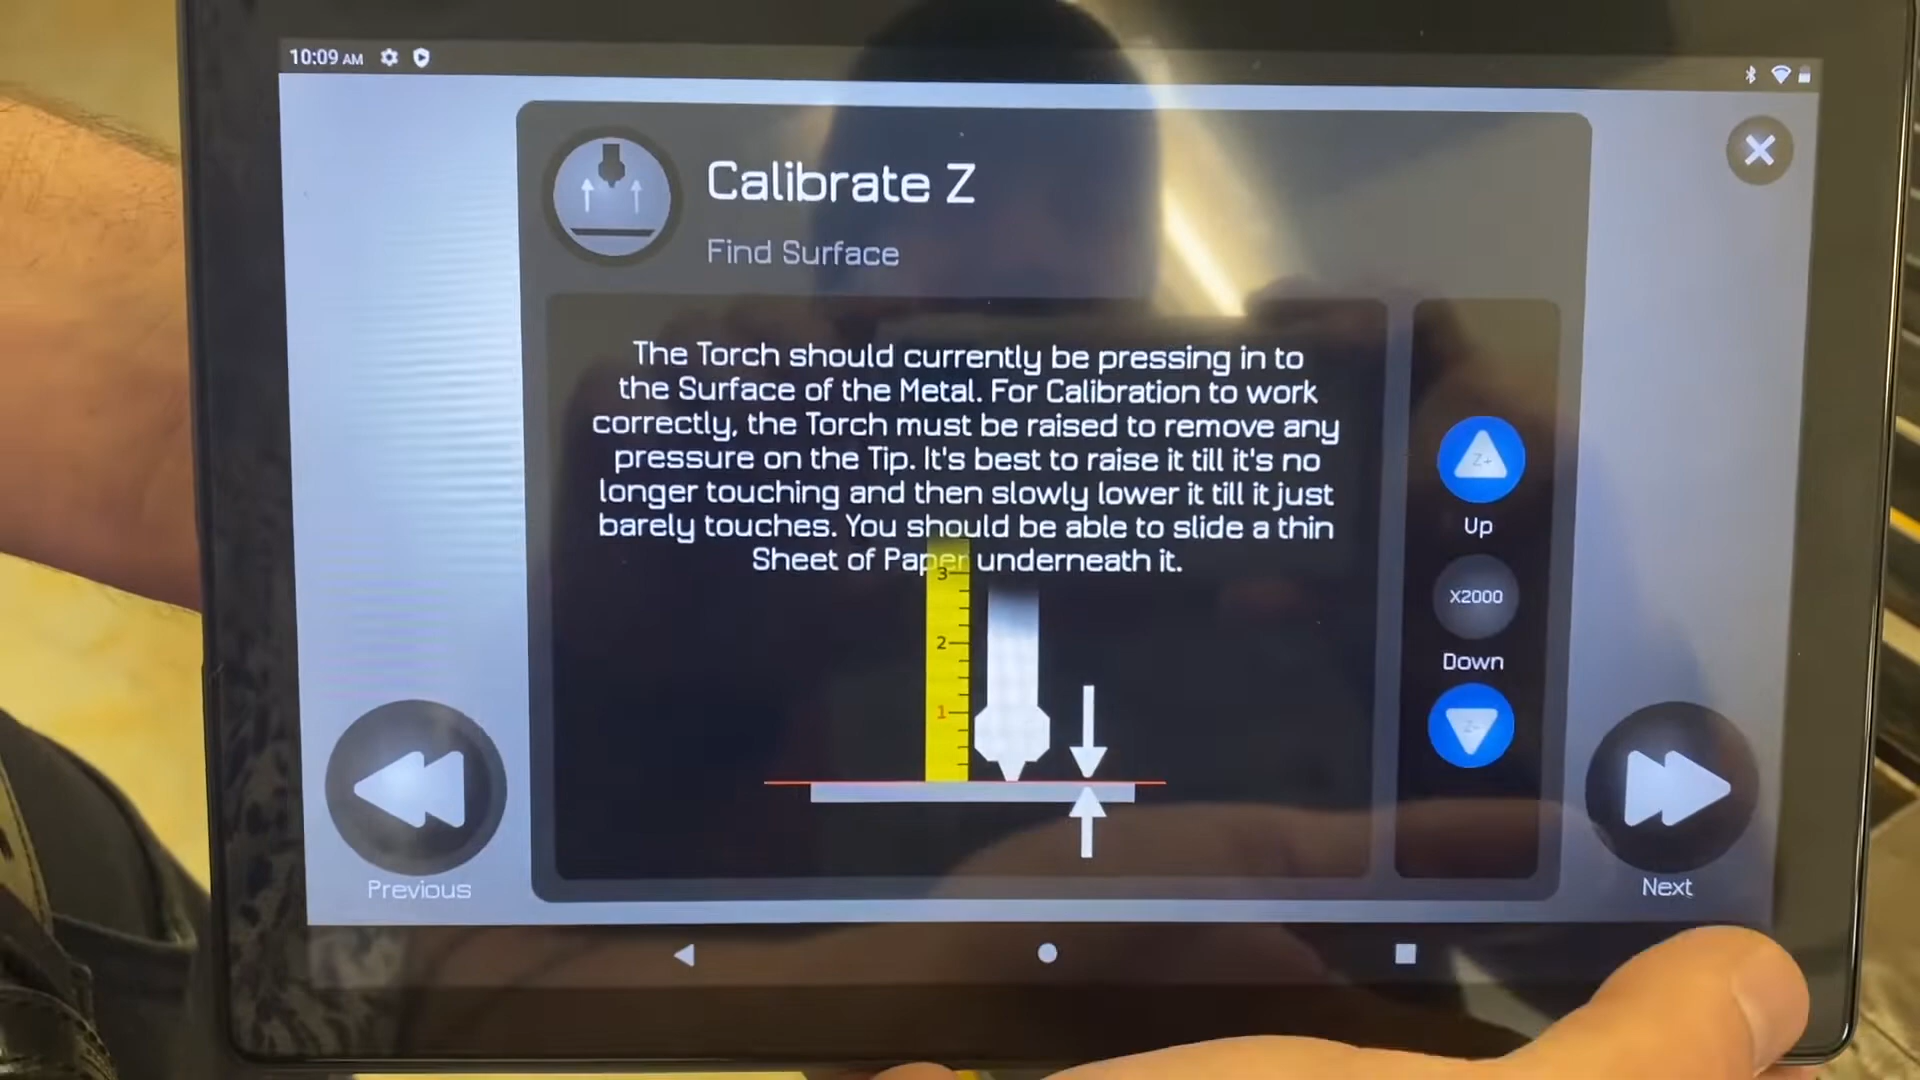 10:09 AM
Calibrate Z
Find Surface
The Torch should currently be pressing in to
the Surface of the Metal. For Calibration to work
correctly, the Torch must be raised to remove any
pressure on the Tip. It's best to raise it till it's no
longer touching and then slowly lower it till it just
barely touches. You should be able to slide a thin
Sheet of Paper underneath it.
3
2
1
Z+
Up
X2000
Down
Z-
Previous
Next